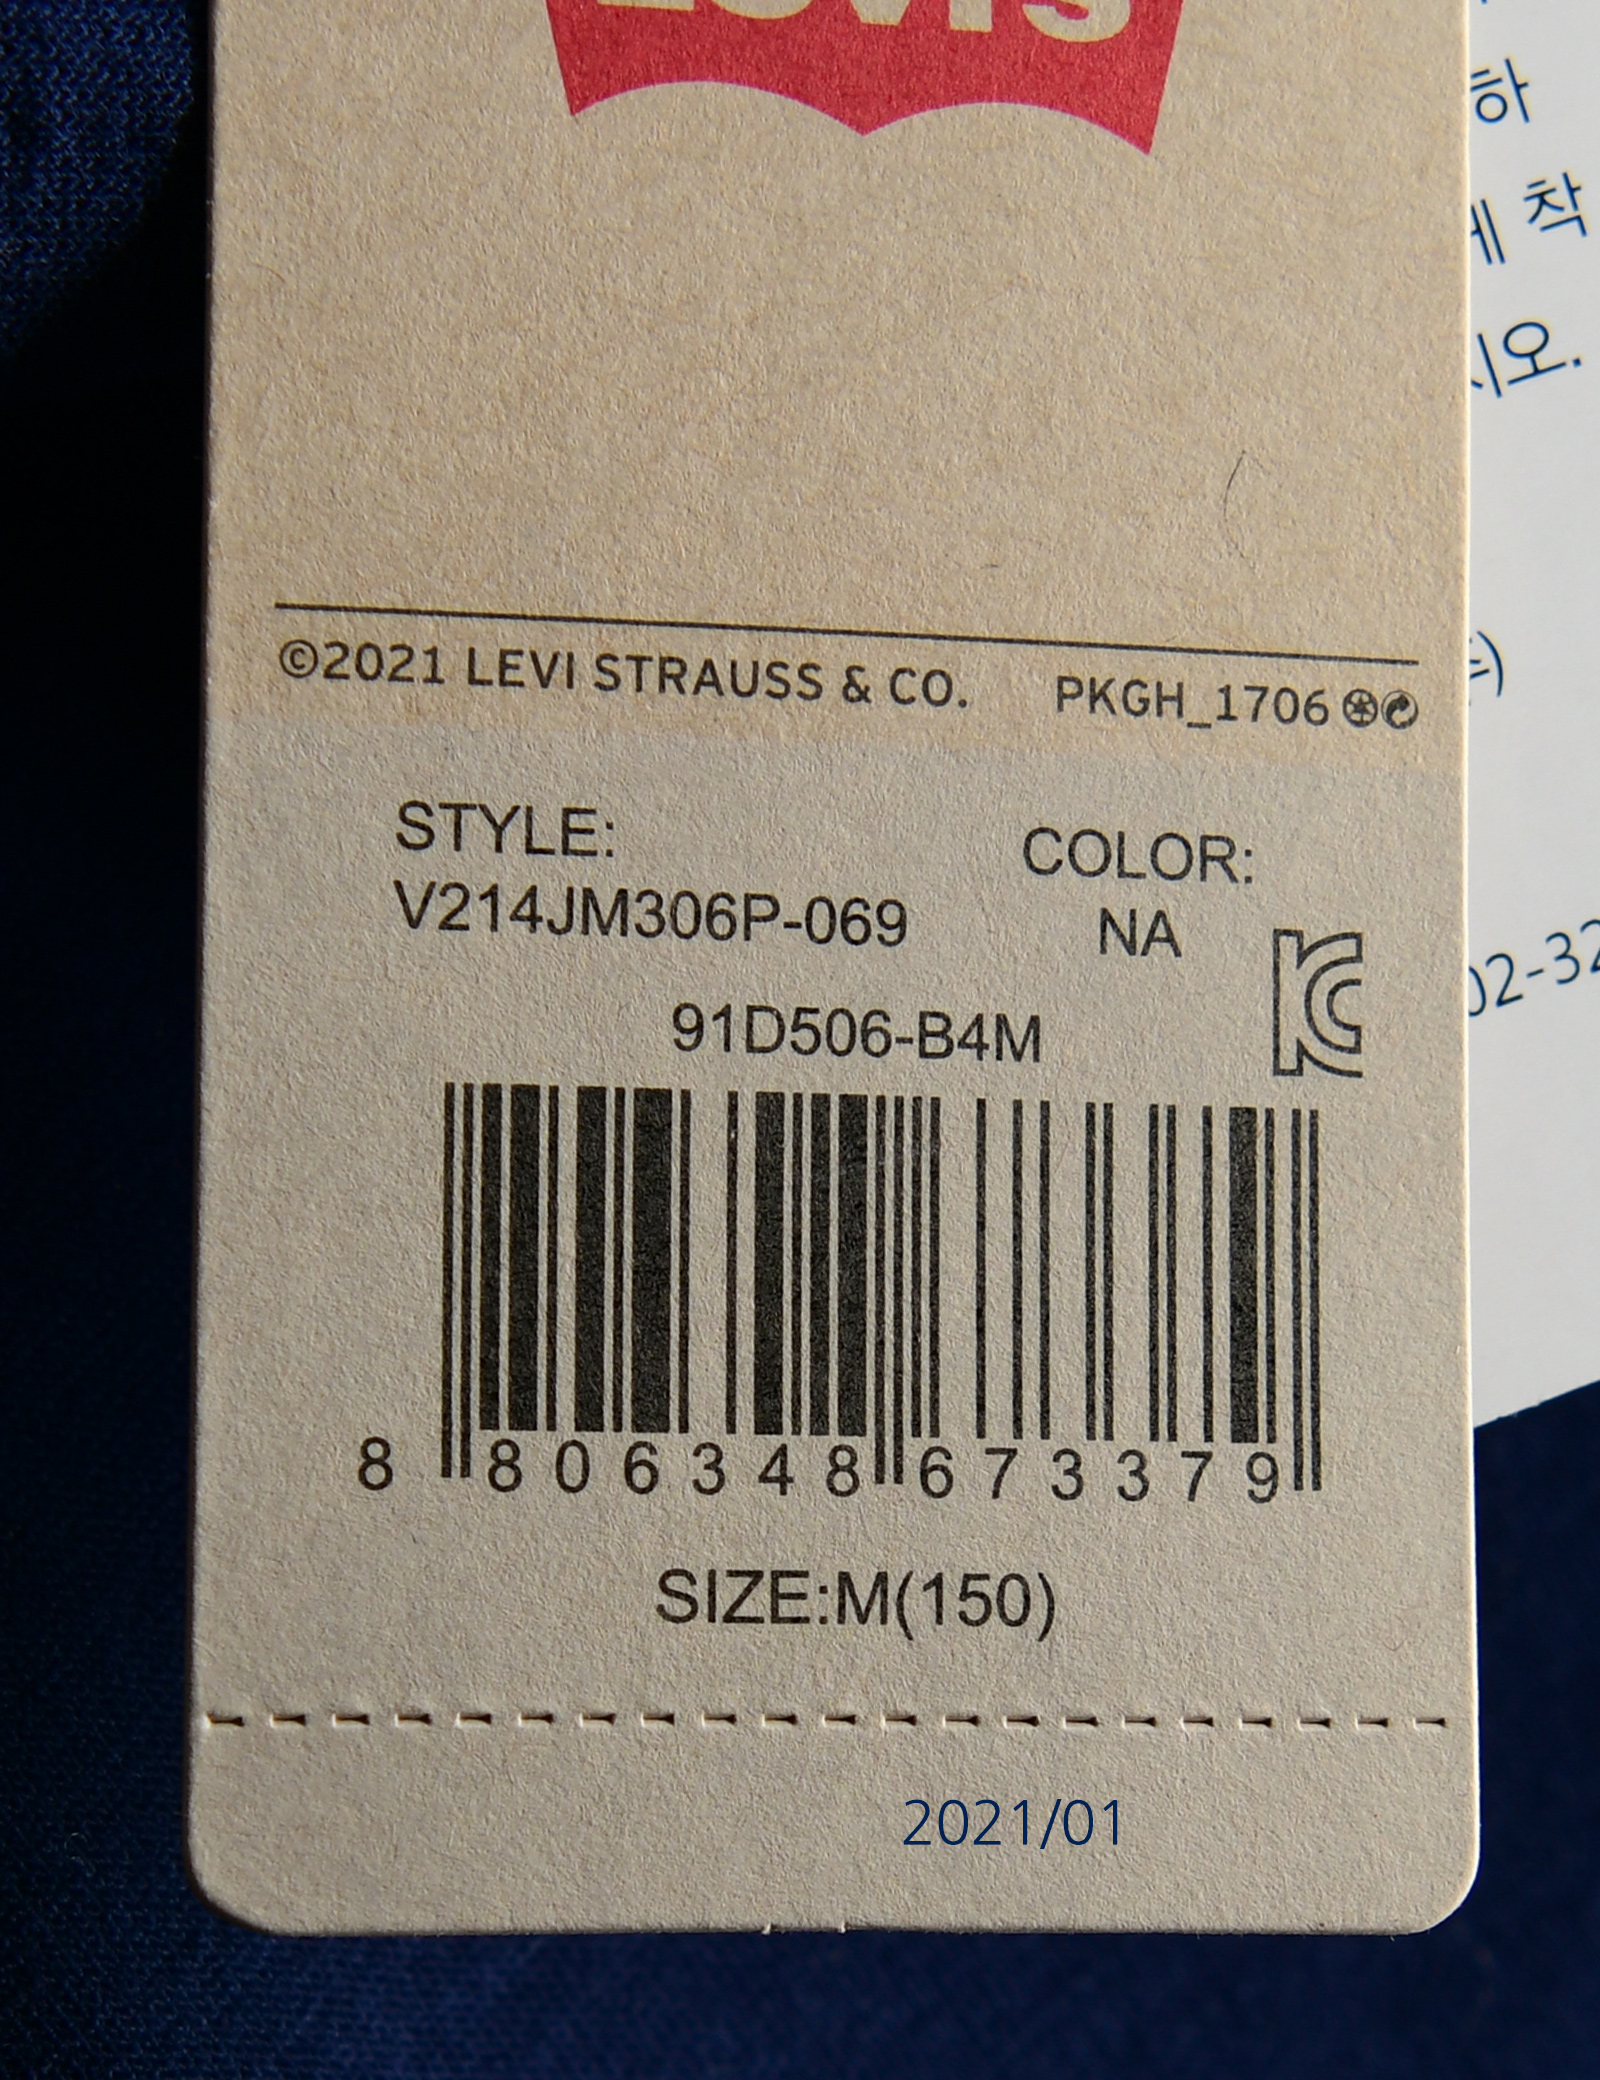 Levi's
©2021 LEVI STRAUSS & CO. PKGH_1706
STYLE: COLOR:
V214JM306P-069 NA
91D506-B4M
8 806348 673379
SIZE:M(150)
2021/01
하
착
시오.
02-32